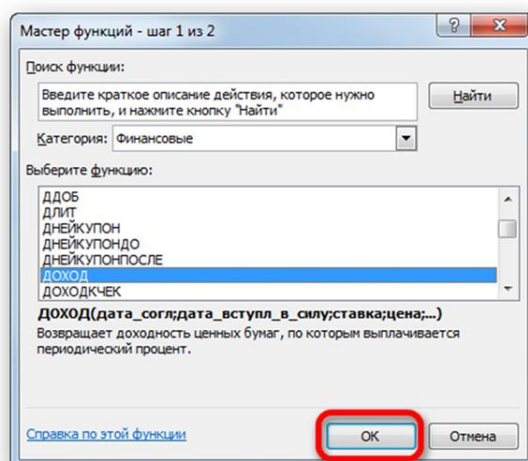 Мастер функций - шаг 1 из 2
?
Поиск функции:
Введите краткое описание действия, которое нужно
выполнить, и нажмите кнопку "Найти"
Найти
Категория: Финансовые
Выберите функцию:
ДДОБ
ДЛИТ
ДНЕЙКУПОН
ДНЕЙКУПОНДО
ДНЕЙКУПОНПОСЛЕ
ДОХОД
ДОХОДКЧЕК
ДОХОД(дата_согл;дата_вступл_в_силу;ставка;цена;...)
Возвращает доходность ценных бумаг, по которым выплачивается
периодический процент.
Справка по этой функции
ОК
Отмена